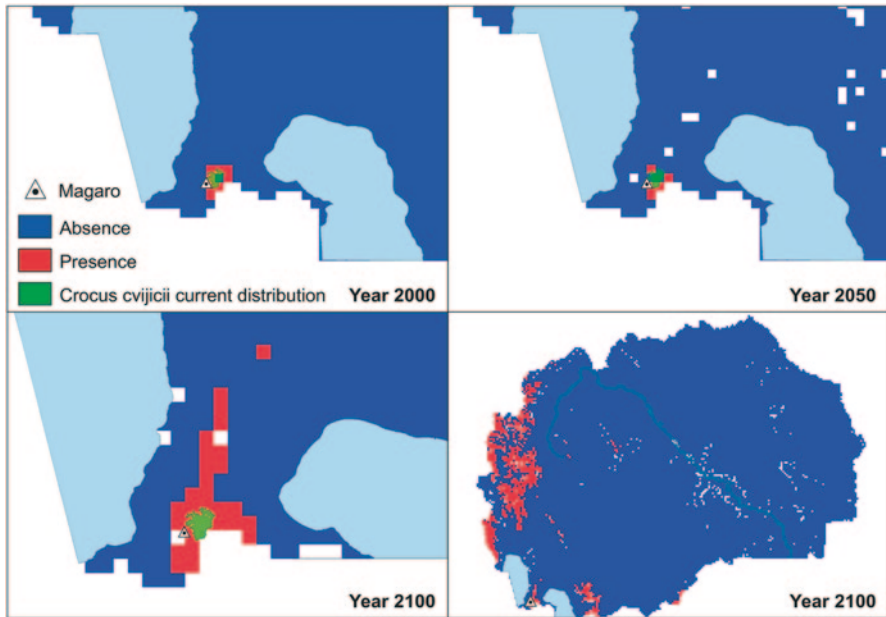 Magaro
Absence
Presence
Crocus cvijicii current distribution
Year 2000
Year 2050
Year 2100
Year 2100